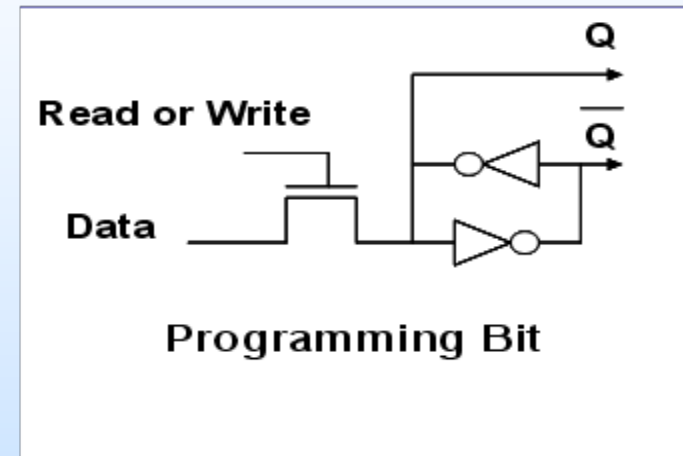 Q
Read or Write
Q̅
Data
Programming Bit